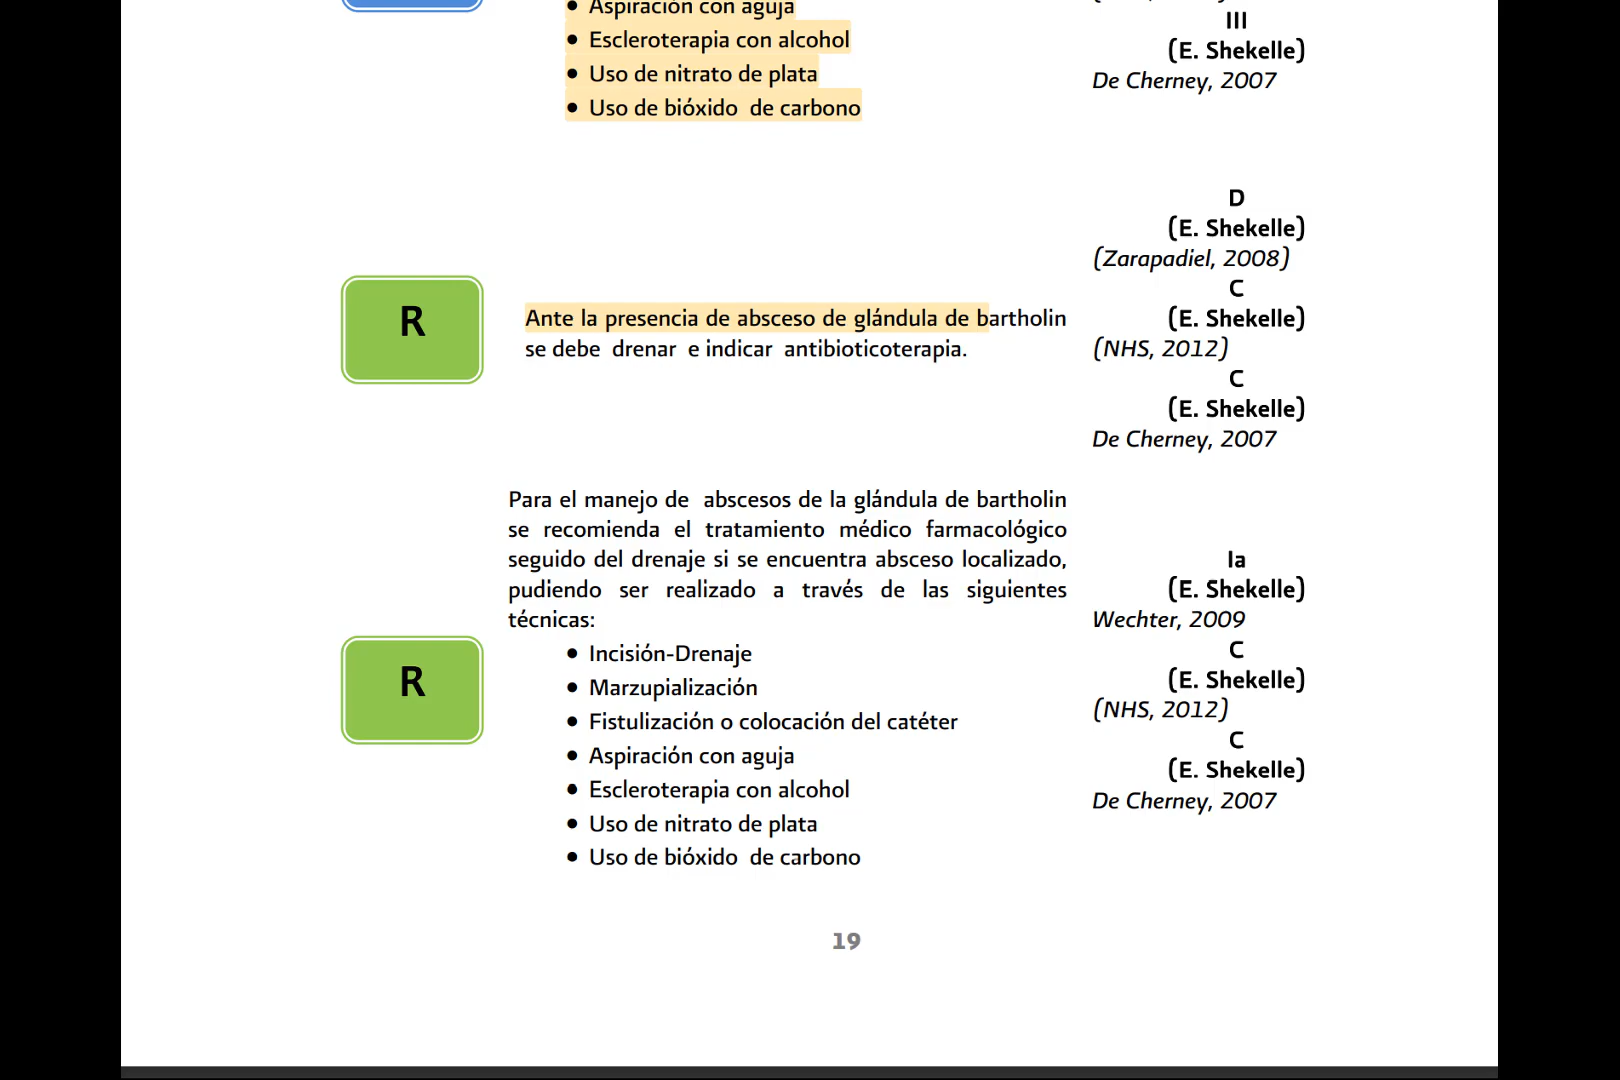 • Aspiración con aguja
• Escleroterapia con alcohol
• Uso de nitrato de plata
• Uso de bióxido  de carbono
III
(E. Shekelle)
De Cherney, 2007
R
Ante la presencia de absceso de glándula de bartholin
se debe  drenar  e indicar  antibioticoterapia.
D
(E. Shekelle)
(Zarapadiel, 2008)
C
(E. Shekelle)
(NHS, 2012)
C
(E. Shekelle)
De Cherney, 2007
R
Para el manejo de  abscesos de la glándula de bartholin
se recomienda el tratamiento médico farmacológico
seguido del drenaje si se encuentra absceso localizado,
pudiendo ser realizado a través de las siguientes
técnicas:
• Incisión-Drenaje
• Marzupialización
• Fistulización o colocación del catéter
• Aspiración con aguja
• Escleroterapia con alcohol
• Uso de nitrato de plata
• Uso de bióxido  de carbono
Ia
(E. Shekelle)
Wechter, 2009
C
(E. Shekelle)
(NHS, 2012)
C
(E. Shekelle)
De Cherney, 2007
19